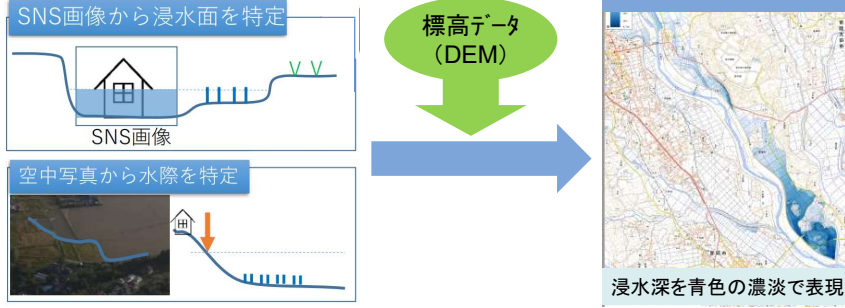 SNS画像から浸水面を特定
SNS画像
空中写真から水際を特定
標高データ
（DEM）
浸水深を青色の濃淡で表現